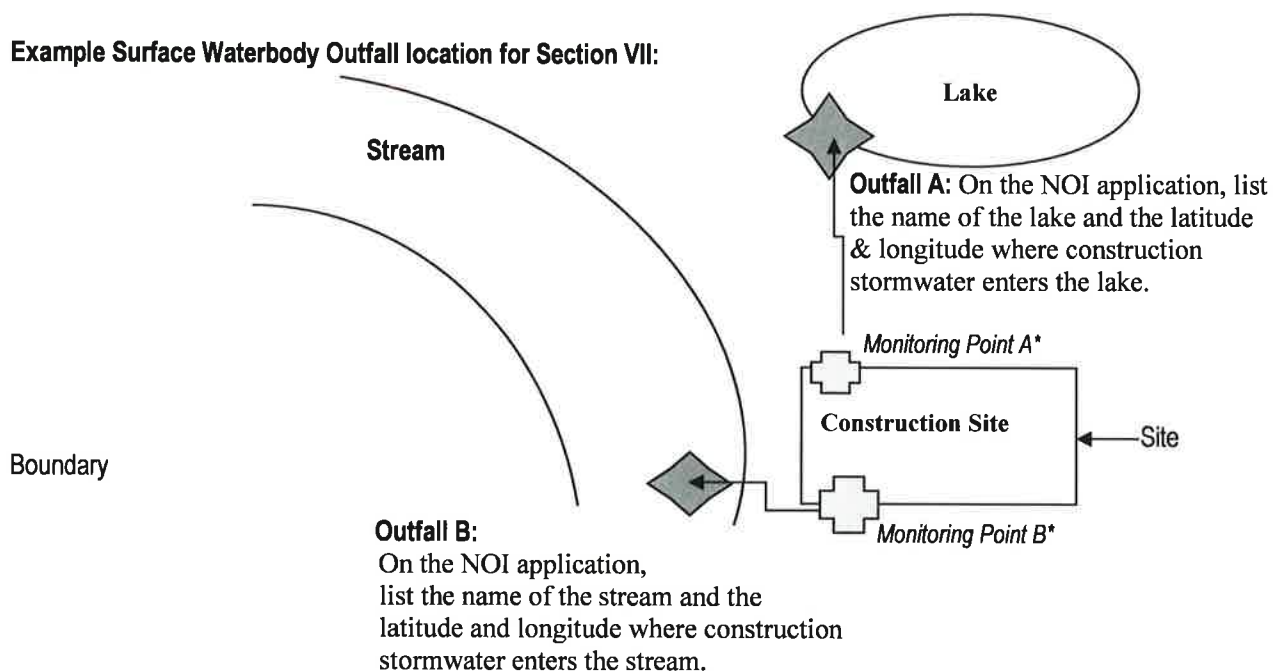 Example Surface Waterbody Outfall location for Section VII:
Lake
Stream
Outfall A: On the NOI application, list
the name of the lake and the latitude
& longitude where construction
stormwater enters the lake.
Monitoring Point A*
Construction Site
Site
Boundary
Monitoring Point B*
Outfall B:
On the NOI application,
list the name of the stream and the
latitude and longitude where construction
stormwater enters the stream.